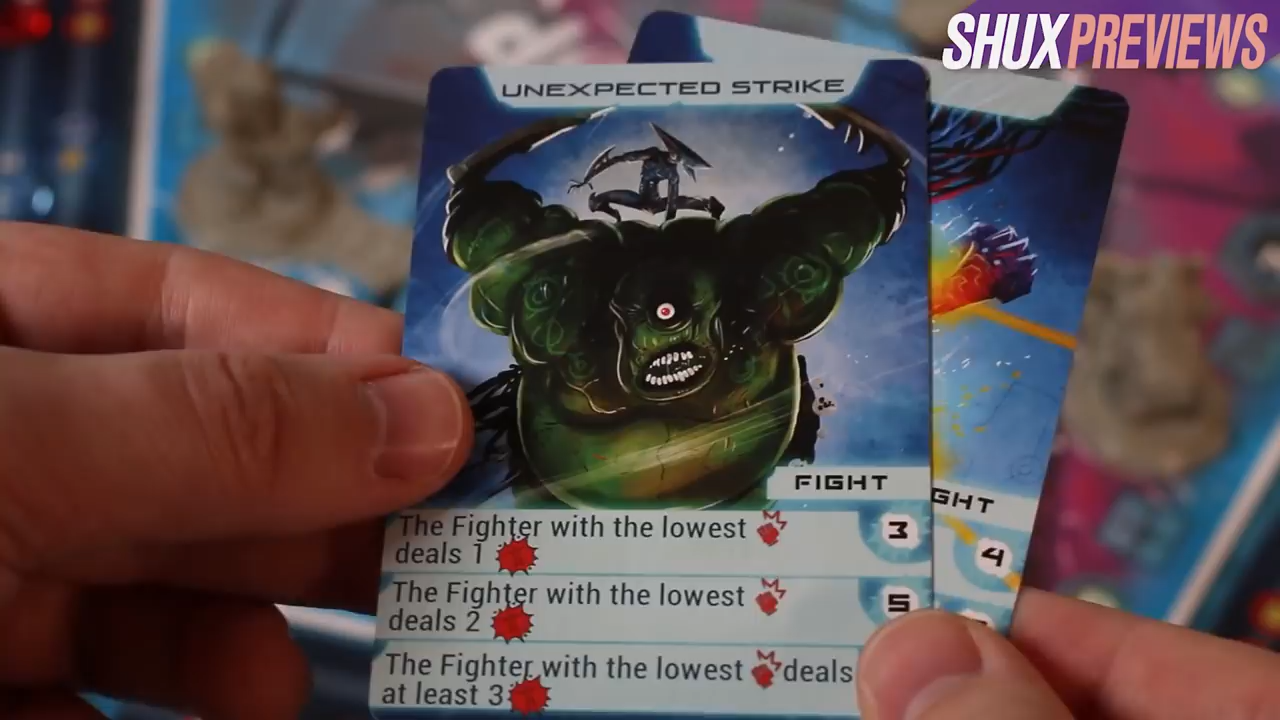 SHUX PREVIEWS
UNEXPECTED STRIKE
FIGHT
The Fighter with the lowest
deals 1
3
The Fighter with the lowest
deals 2
5
The Fighter with the lowest deals
at least 3
GHT
4